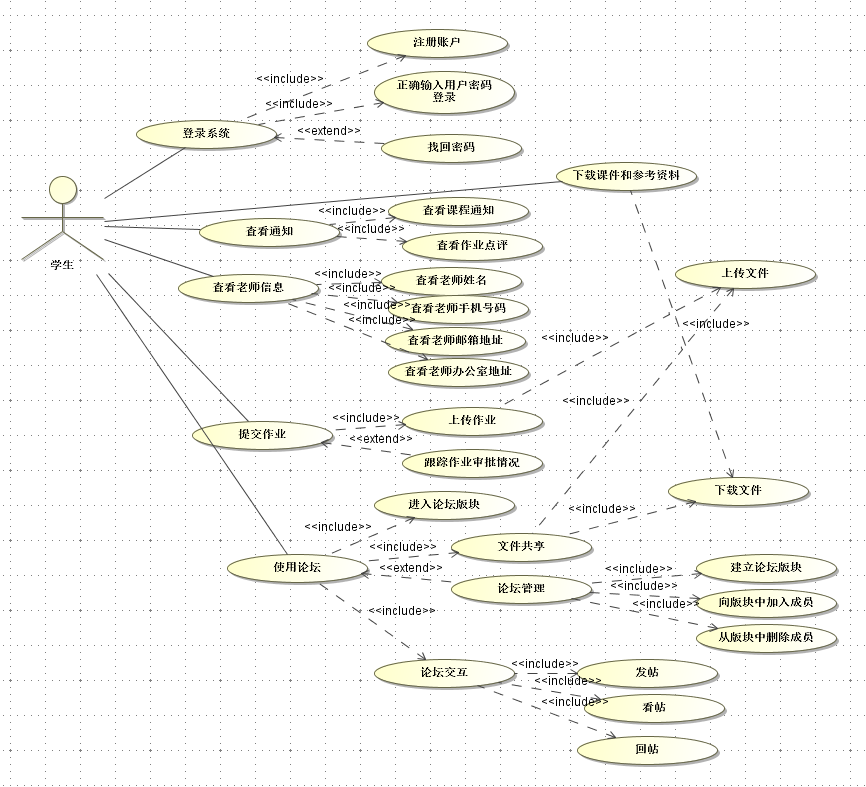 注册账户
<<include>>
正确输入用户密码
登录
<<include>>
登录系统
<<extend>>
找回密码
下载课件和参考资料
<<include>>
查看课程通知
查看通知
<<include>>
查看作业点评
学生
<<include>>
查看老师姓名
上传文件
查看老师信息
<<include>>
<<include>>
查看老师手机号码
<<include>>
<<include>>
查看老师邮箱地址
<<include>>
查看老师办公室地址
<<include>>
<<include>>
上传作业
提交作业
<<extend>>
跟踪作业审批情况
下载文件
进入论坛版块
<<include>>
<<include>>
<<include>>
文件共享
使用论坛
<<extend>>
<<include>>
建立论坛版块
论坛管理
<<include>>
向版块中加入成员
<<include>>
<<include>>
从版块中删除成员
论坛交互
<<include>>
发帖
<<include>>
<<include>>
看帖
回帖